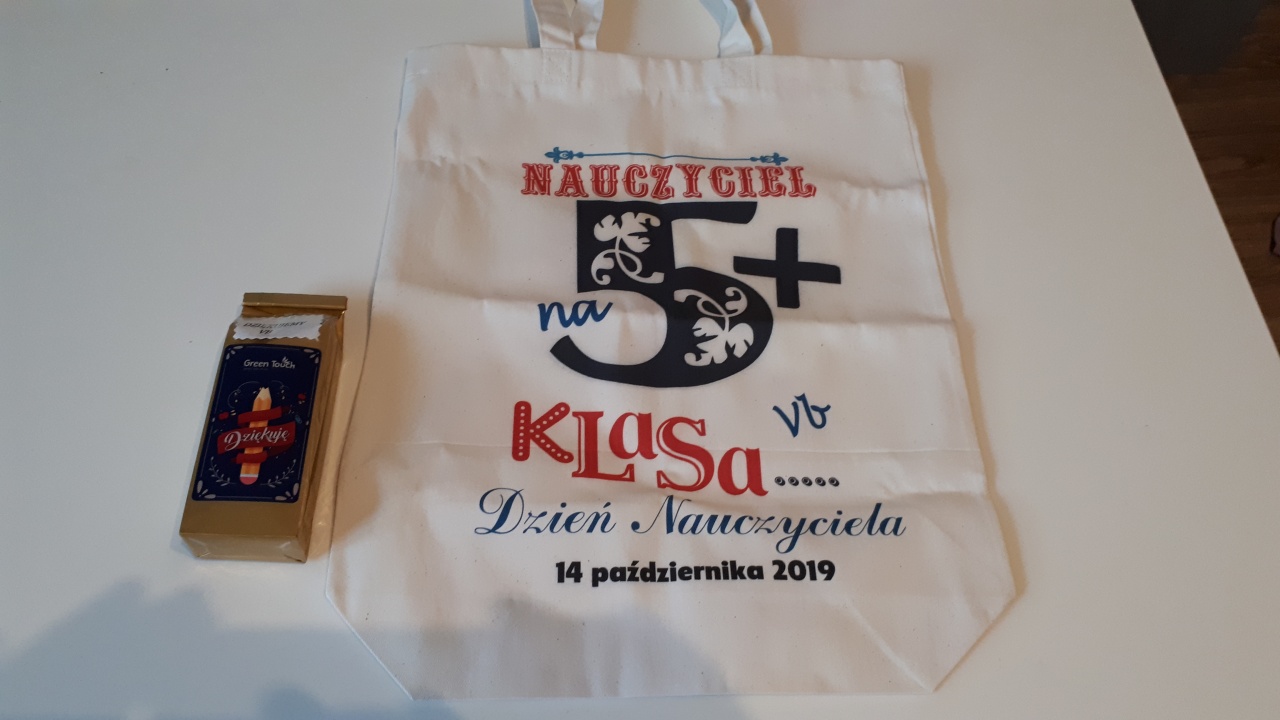 NAUCZYCIEL
na 5+
KLaSa..... Vb
Dzień Nauczyciela
14 października 2019
Green Touch
Dziękuję